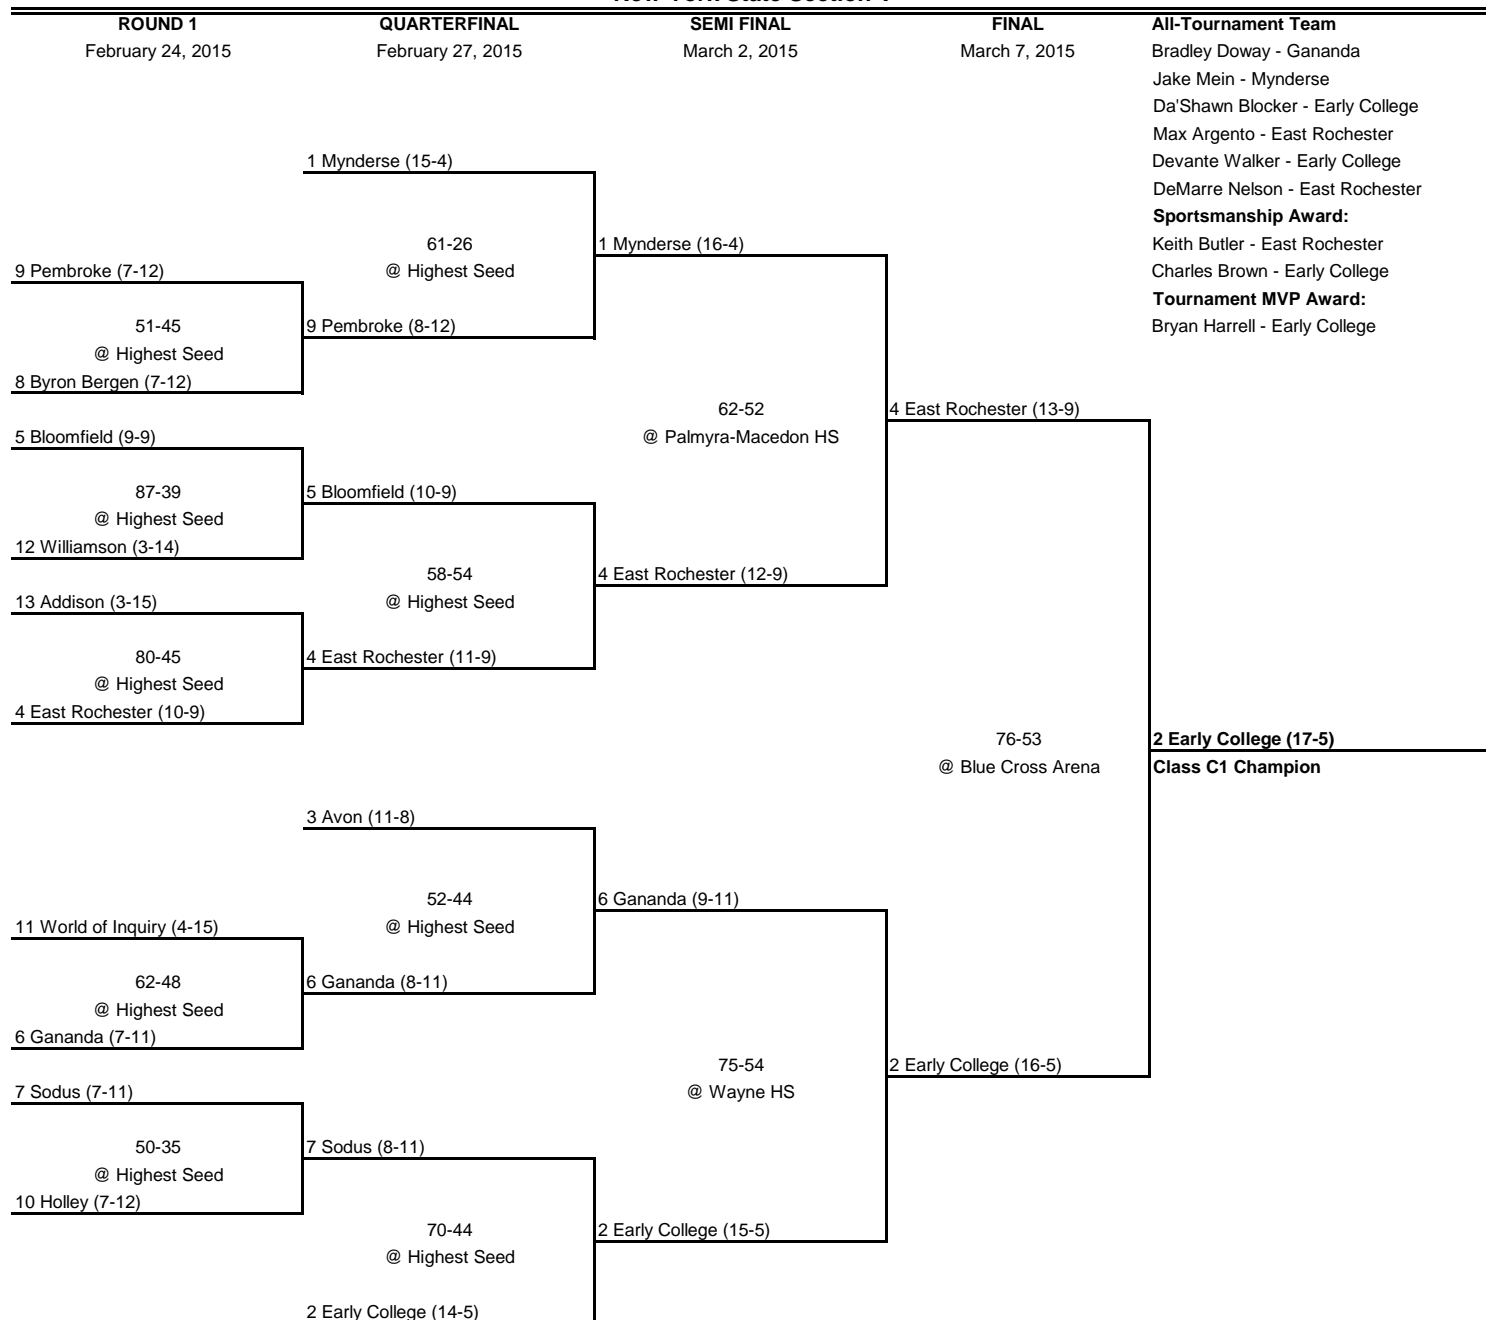 ROUND 1 QUARTERFINAL SEMI FINAL FINAL All-Tournament Team
February 24, 2015 February 27, 2015 March 2, 2015 March 7, 2015 Bradley Doway - Gananda
Jake Mein - Mynderse
Da'Shawn Blocker - Early College
Max Argento - East Rochester
1 Mynderse (15-4) Devante Walker - Early College
DeMarre Nelson - East Rochester
Sportsmanship Award:
61-26 1 Mynderse (16-4) Keith Butler - East Rochester
9 Pembroke (7-12) @ Highest Seed Charles Brown - Early College
Tournament MVP Award:
51-45 9 Pembroke (8-12) Bryan Harrell - Early College
@ Highest Seed
8 Byron Bergen (7-12)
62-52 4 East Rochester (13-9)
5 Bloomfield (9-9) @ Palmyra-Macedon HS
87-39 5 Bloomfield (10-9)
@ Highest Seed
12 Williamson (3-14)
58-54 4 East Rochester (12-9)
13 Addison (3-15) @ Highest Seed
80-45 4 East Rochester (11-9)
@ Highest Seed
4 East Rochester (10-9)
76-53 2 Early College (17-5)
@ Blue Cross Arena Class C1 Champion
3 Avon (11-8)
52-44 6 Gananda (9-11)
11 World of Inquiry (4-15) @ Highest Seed
62-48 6 Gananda (8-11)
@ Highest Seed
6 Gananda (7-11)
75-54 2 Early College (16-5)
7 Sodus (7-11) @ Wayne HS
50-35 7 Sodus (8-11)
@ Highest Seed
10 Holley (7-12)
70-44 2 Early College (15-5)
@ Highest Seed
2 Early College (14-5)